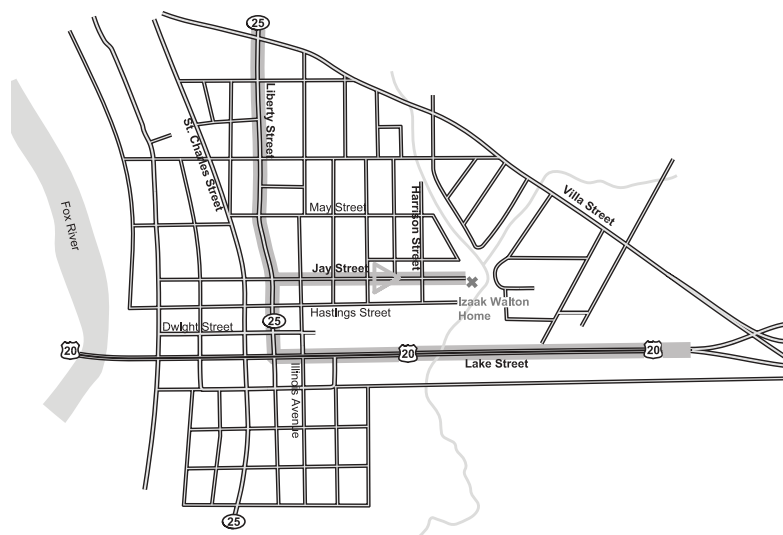 25
Liberty Street
St. Charles Street
Villa Street
Fox River
May Street
Harrison Street
Jay Street
Izaak Walton
Home
Hastings Street
25
Dwight Street
20
20
20
Lake Street
Illinois Avenue
25